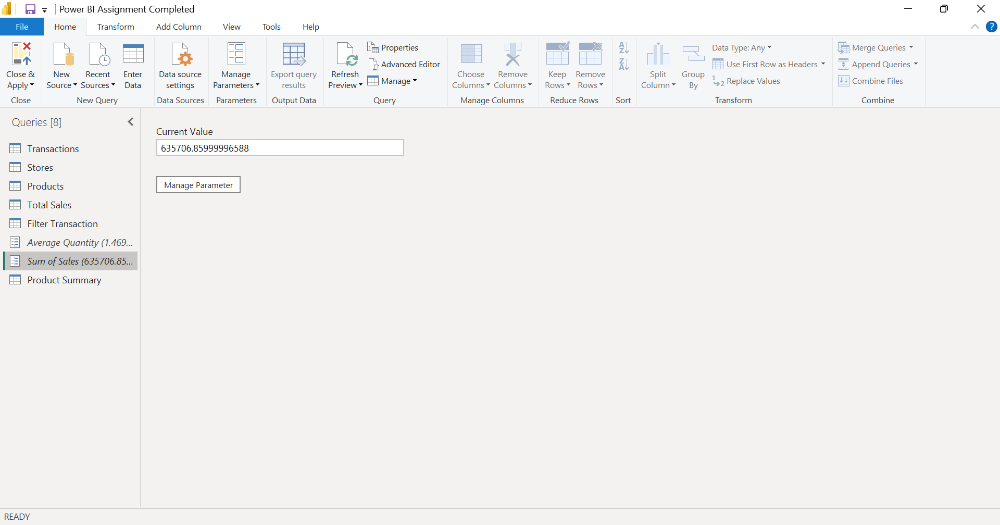 Power BI Assignment Completed
File Home Transform Add Column View Tools Help ?
Close & Apply
Close
New Source
Recent Sources
Enter Data
New Query
Data source settings
Data Sources
Manage Parameters
Parameters
Export query results
Output Data
Refresh Preview
Properties
Advanced Editor
Manage
Query
Choose Columns
Remove Columns
Manage Columns
Keep Rows
Remove Rows
Reduce Rows
A Z
Z A
Sort
Split Column
Group By
Data Type: Any
Use First Row as Headers
1 2 Replace Values
Transform
Merge Queries
Append Queries
Combine Files
Combine
Queries [8]
Transactions
Stores
Products
Total Sales
Filter Transaction
Average Quantity (1.469...
Sum of Sales (635706.85...
Product Summary
Current Value
635706.85999996588
Manage Parameter
READY